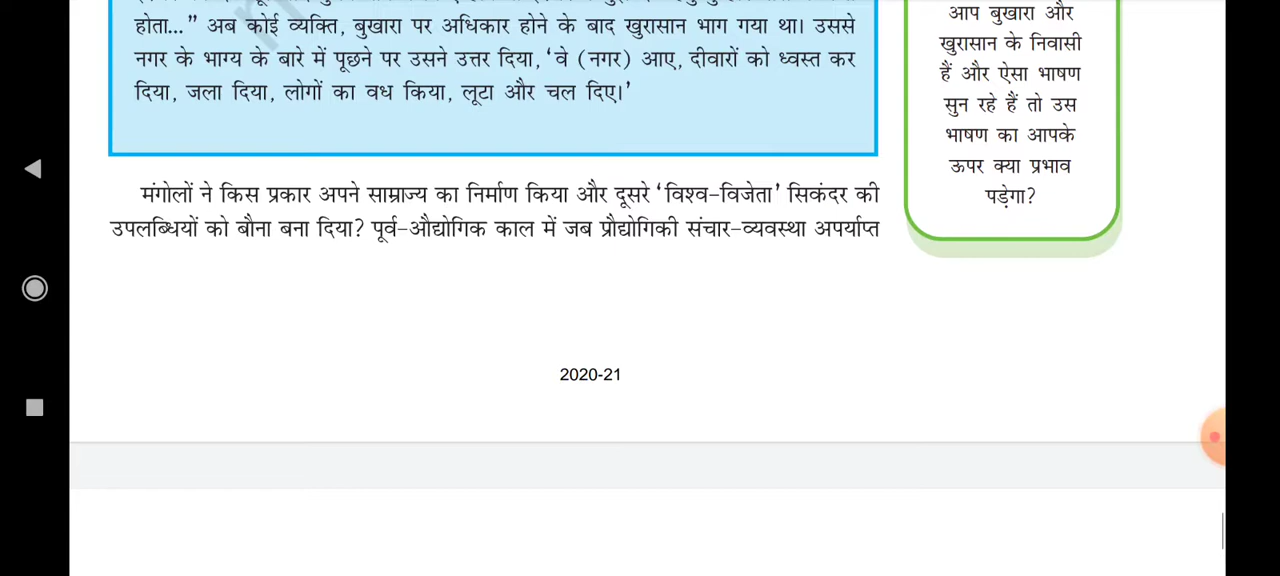 होता...” अब कोई व्यक्ति, बुखारा पर अधिकार होने के बाद खुरासान भाग गया था। उससे
नगर के भाग्य के बारे में पूछने पर उसने उत्तर दिया, ‘वे (नगर) आए, दीवारों को ध्वस्त कर
दिया, जला दिया, लोगों का वध किया, लूटा और चल दिए।’
मंगोलों ने किस प्रकार अपने साम्राज्य का निर्माण किया और दूसरे ‘विश्व-विजेता’ सिकंदर की
उपलब्धियों को बौना बना दिया? पूर्व-औद्योगिक काल में जब प्रौद्योगिकी संचार-व्यवस्था अपर्याप्त
आप बुखारा और
खुरासान के निवासी
हैं और ऐसा भाषण
सुन रहे हैं तो उस
भाषण का आपके
ऊपर क्या प्रभाव
पड़ेगा?
2020-21